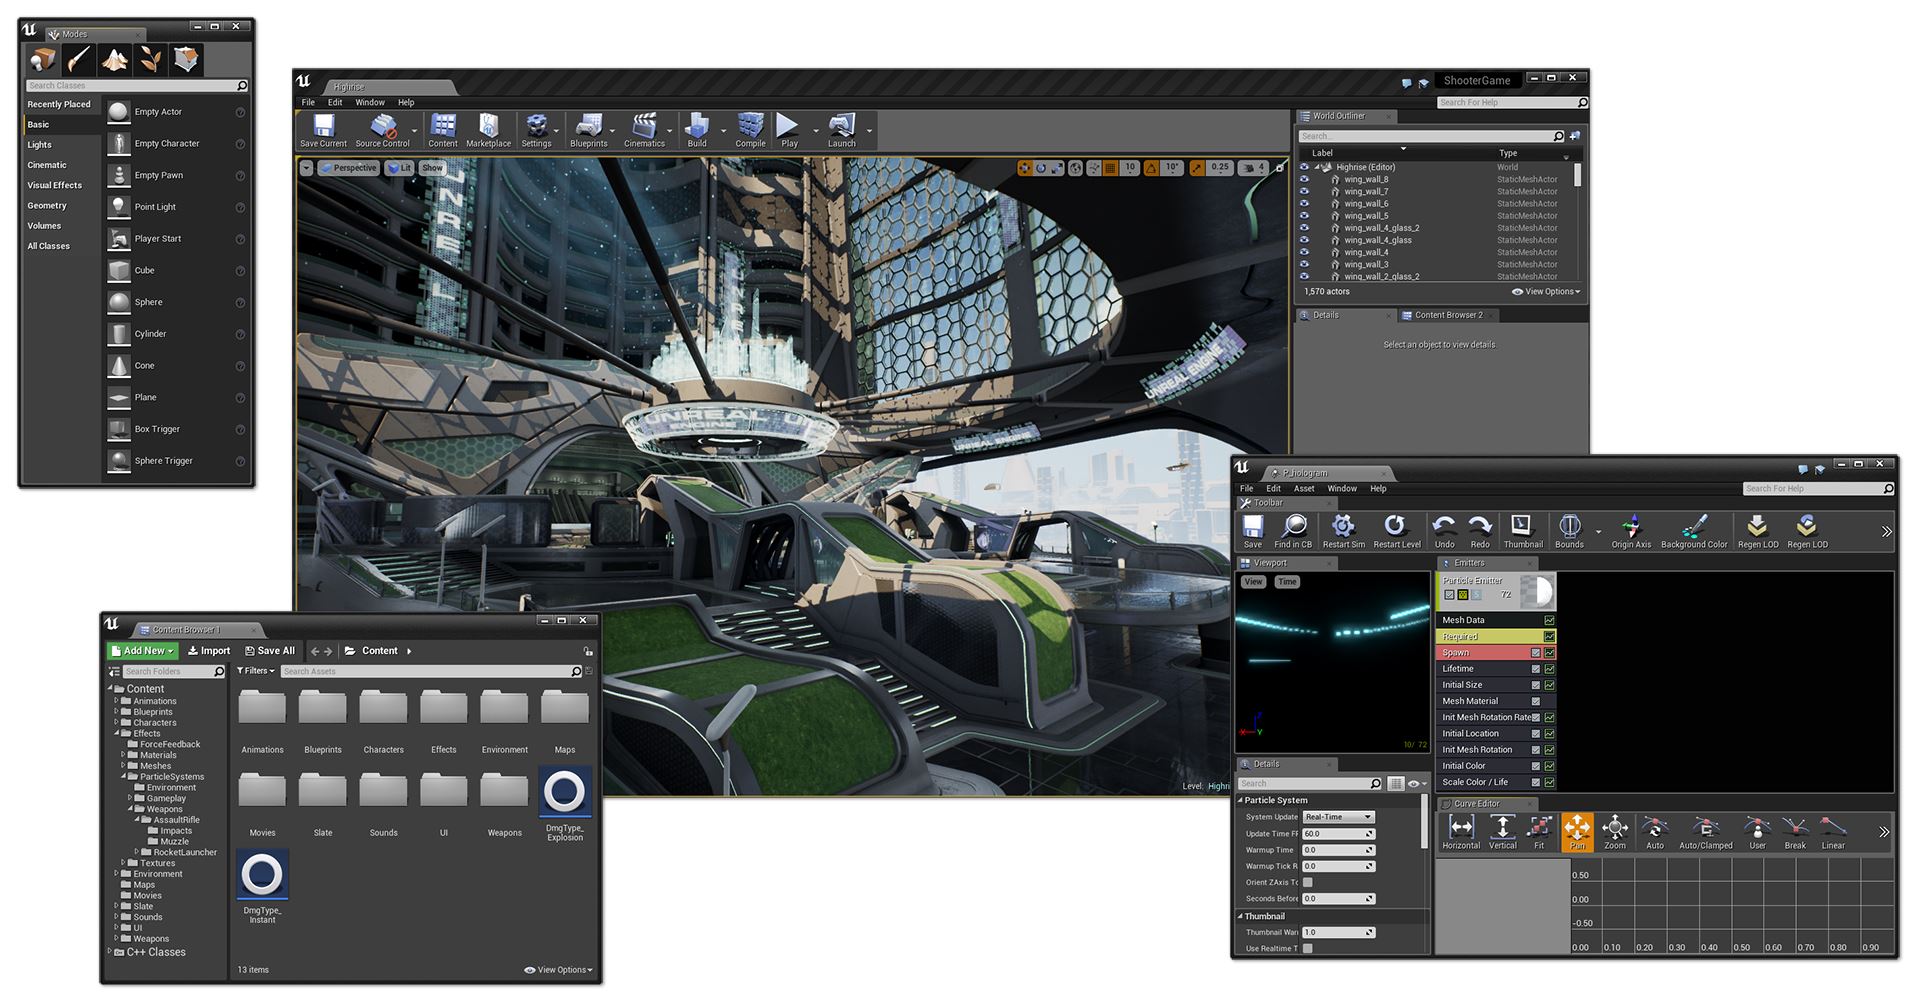 Modes
Search Classes
Recently Placed
Basic
Lights
Cinematic
Visual Effects
Geometry
Volumes
All Classes
Empty Actor
Empty Character
Empty Pawn
Point Light
Player Start
Cube
Sphere
Cylinder
Cone
Plane
Box Trigger
Sphere Trigger
Highrise
ShooterGame
File Edit Window Help
Search For Help
Save Current Source Control Content Marketplace Settings Blueprints Cinematics Build Compile Play Launch
Perspective Lit Show
10 10° 0.25 4
UNREAL
UNREAL
UNREAL ENGINE
UNREAL
ENGINE
UNREAL ENGINE
Level: Highri
World Outliner
Search...
Label Type
Highrise (Editor) World
wing_wall_8 StaticMeshActor
wing_wall_7 StaticMeshActor
wing_wall_6 StaticMeshActor
wing_wall_5 StaticMeshActor
wing_wall_4_glass_2 StaticMeshActor
wing_wall_4_glass StaticMeshActor
wing_wall_4 StaticMeshActor
wing_wall_3 StaticMeshActor
wing_wall_2_glass_2 StaticMeshActor
1,570 actors View Options
Details Content Browser 2
Select an object to view details.
Content Browser 1
Add New Import Save All Content
Search Folders
Filters Search Assets
Content
Animations
Blueprints
Characters
Effects
ForceFeedback
Materials
Meshes
ParticleSystems
Environment
Gameplay
Weapons
AssaultRifle
Impacts
Muzzle
RocketLauncher
Textures
Environment
Maps
Movies
Slate
Sounds
UI
Weapons
C++ Classes
Animations Blueprints Characters Effects Environment Maps
Movies Slate Sounds UI Weapons DmgType_
Explosion
DmgType_
Instant
13 items View Options
P_hologram
File Edit Asset Window Help
Search For Help
Toolbar
Save Find in CB Restart Sim Restart Level Undo Redo Thumbnail Bounds Origin Axis Background Color Regen LOD Regen LOD
Viewport
View Time
X Z Y
10/ 72
Emitters
Particle Emitter
S 72
Mesh Data
Required
Spawn
Lifetime
Initial Size
Mesh Material
Init Mesh Rotation Rate
Initial Location
Init Mesh Rotation
Initial Color
Scale Color / Life
Details
Search
Particle System
System Update Real-Time
Update Time FP 60.0
Warmup Time 0.0
Warmup Tick R 0.0
Orient ZAxis To
Seconds Before 0.0
Thumbnail
Thumbnail War 1.0
Use Realtime T
Curve Editor
Horizontal Vertical Fit Pan Zoom Auto Auto/Clamped User Break Linear
0.50
0.00
-0.50
0.00 0.10 0.20 0.30 0.40 0.50 0.60 0.70 0.80 0.90